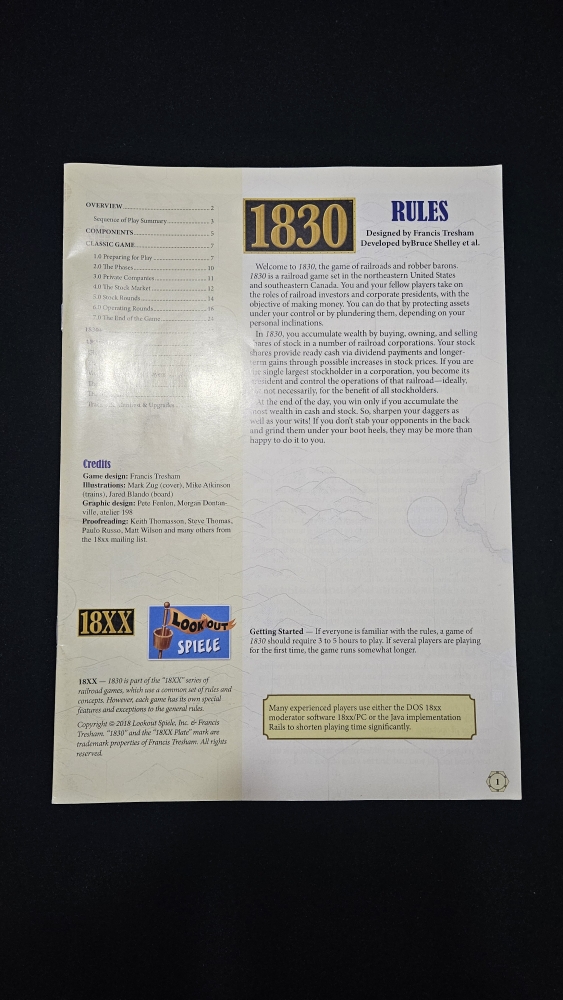 OVERVIEW 2
Sequence of Play Summary 3
COMPONENTS 5
CLASSIC GAME 7
1.0 Preparing for Play 7
2.0 The Phases 10
3.0 Private Companies 11
4.0 The Stock Market 12
5.0 Stock Rounds 14
6.0 Operating Rounds 16
7.0 The End of the Game
& Upgrades
Credits
Game design: Francis Tresham
Illustrations: Mark Zug (cover), Mike Atkinson
(trains), Jared Blando (board)
Graphic design: Pete Fenlon, Morgan Dontan-
ville, atelier 198
Proofreading: Keith Thomasson, Steve Thomas,
Paulo Russo, Matt Wilson and many others from
the 18xx mailing list.
18XX
LOOKOUT
SPIELE
18XX — 1830 is part of the "18XX" series of
railroad games, which use a common set of rules and
concepts. However, each game has its own special
features and exceptions to the general rules.
Copyright © 2018 Lookout Spiele, Inc. & Francis
Tresham. "1830" and the "18XX Plate" mark are
trademark properties of Francis Tresham. All rights
reserved.
1830
RULES
Designed by Francis Tresham
Developed byBruce Shelley et al.
Welcome to 1830, the game of railroads and robber barons.
1830 is a railroad game set in the northeastern United States
and southeastern Canada. You and your fellow players take on
the roles of railroad investors and corporate presidents, with the
objective of making money. You can do that by protecting assets
under your control or by plundering them, depending on your
personal inclinations.
In 1830, you accumulate wealth by buying, owning, and selling
shares of stock in a number of railroad corporations. Your stock
shares provide ready cash via dividend payments and longer-
term gains through possible increases in stock prices. If you are
the single largest stockholder in a corporation, you become its
president and control the operations of that railroad—ideally,
but not necessarily, for the benefit of all stockholders.
At the end of the day, you win only if you accumulate the
most wealth in cash and stock. So, sharpen your daggers as
well as your wits! If you don't stab your opponents in the back
and grind them under your boot heels, they may be more than
happy to do it to you.
Getting Started — If everyone is familiar with the rules, a game of
1830 should require 3 to 5 hours to play. If several players are playing
for the first time, the game runs somewhat longer.
Many experienced players use either the DOS 18xx
moderator software 18xx/PC or the Java implementation
Rails to shorten playing time significantly.
1